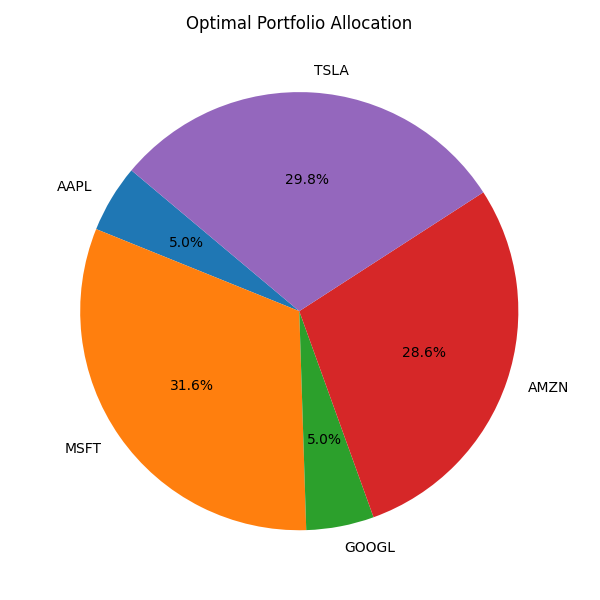 Optimal Portfolio Allocation
TSLA
29.8%
AAPL
5.0%
28.6%
AMZN
31.6%
MSFT
5.0%
GOOGL